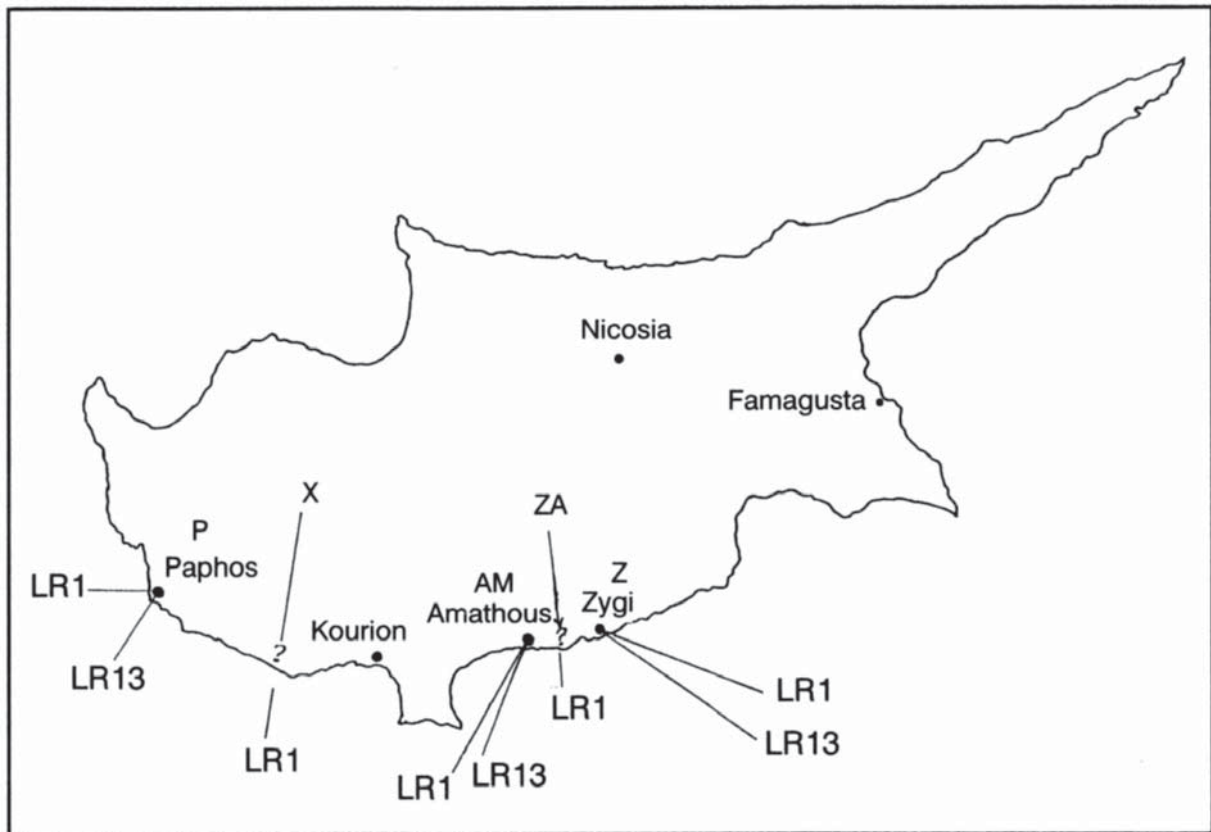 Nicosia
Famagusta
X
ZA
P
Paphos
LR1
LR13
Kourion
?
LR1
AM
Amathous
LR1
LR13
?
LR1
Z
Zygi
LR1
LR13